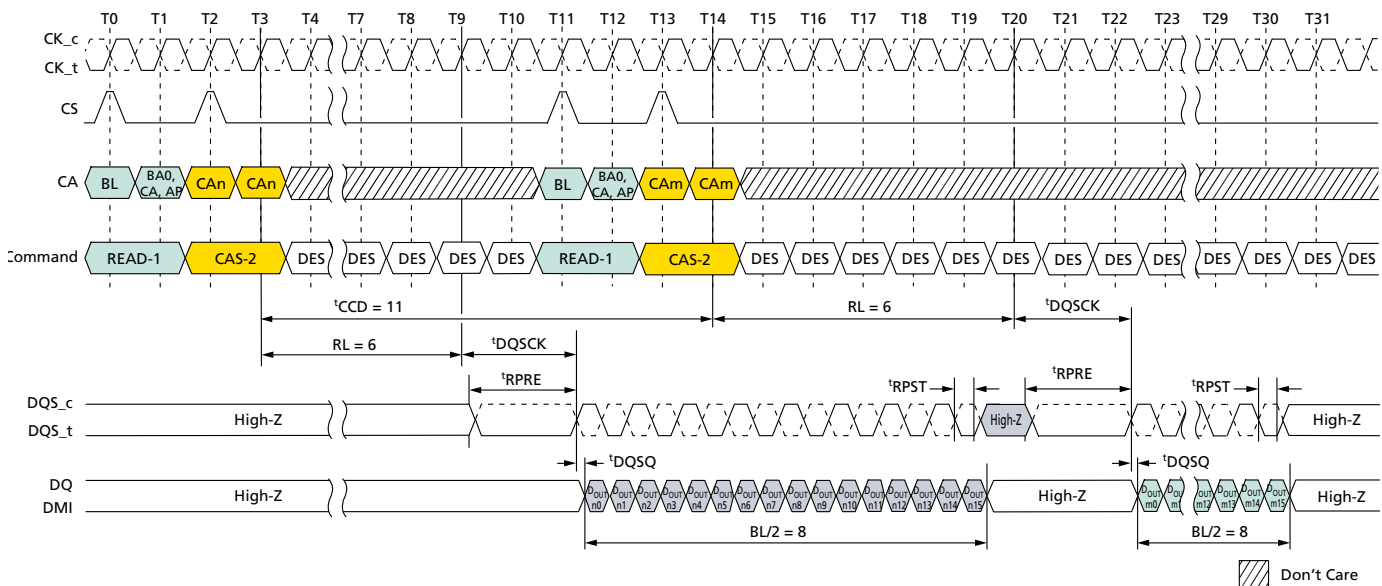 T0 T1 T2 T3 T4 T7 T8 T9 T10 T11 T12 T13 T14 T15 T16 T17 T18 T19 T20 T21 T22 T23 T29 T30 T31
CK_c
CK_t
CS
CA BL BA0, CA, AP CAn CAn BL BA0, CA, AP CAm CAm
Command READ-1 CAS-2 DES DES DES DES DES READ-1 CAS-2 DES DES DES DES DES DES DES DES DES DES DES DES DES
tCCD = 11 RL = 6 tDQSCK
RL = 6 tDQSCK
tRPRE tRPST tRPRE tRPST
DQS_c
DQS_t
High-Z High-Z High-Z
tDQSQ tDQSQ
DQ
DMI
High-Z DOUT n0 DOUT n1 DOUT n2 DOUT n3 DOUT n4 DOUT n5 DOUT n6 DOUT n7 DOUT n8 DOUT n9 DOUT n10 DOUT n11 DOUT n12 DOUT n13 DOUT n14 DOUT n15 High-Z DOUT m0 DOUT m1 DOUT m12 DOUT m13 DOUT m14 DOUT m15 High-Z
BL/2 = 8 BL/2 = 8
Don't Care